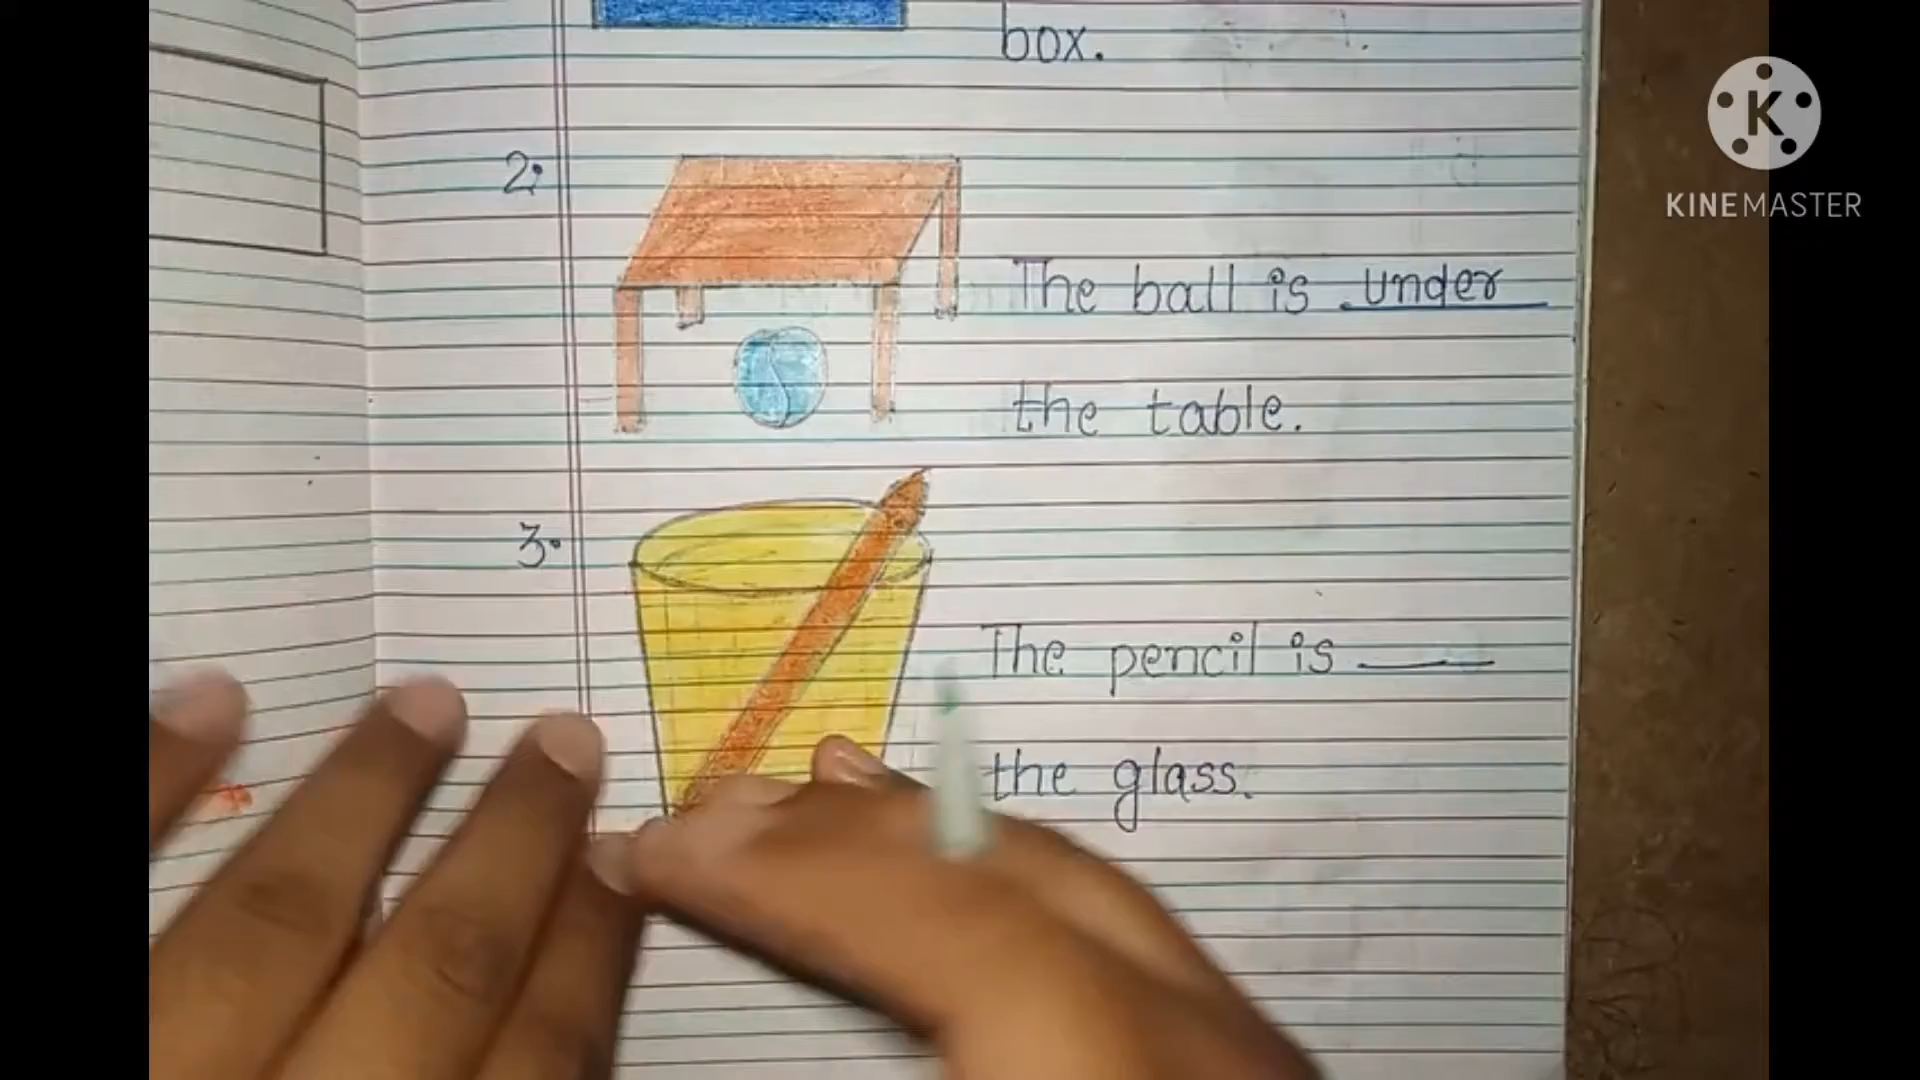 box.
2.
The ball is under
the table.
3.
The pencil is
the glass.
K
KINEMASTER